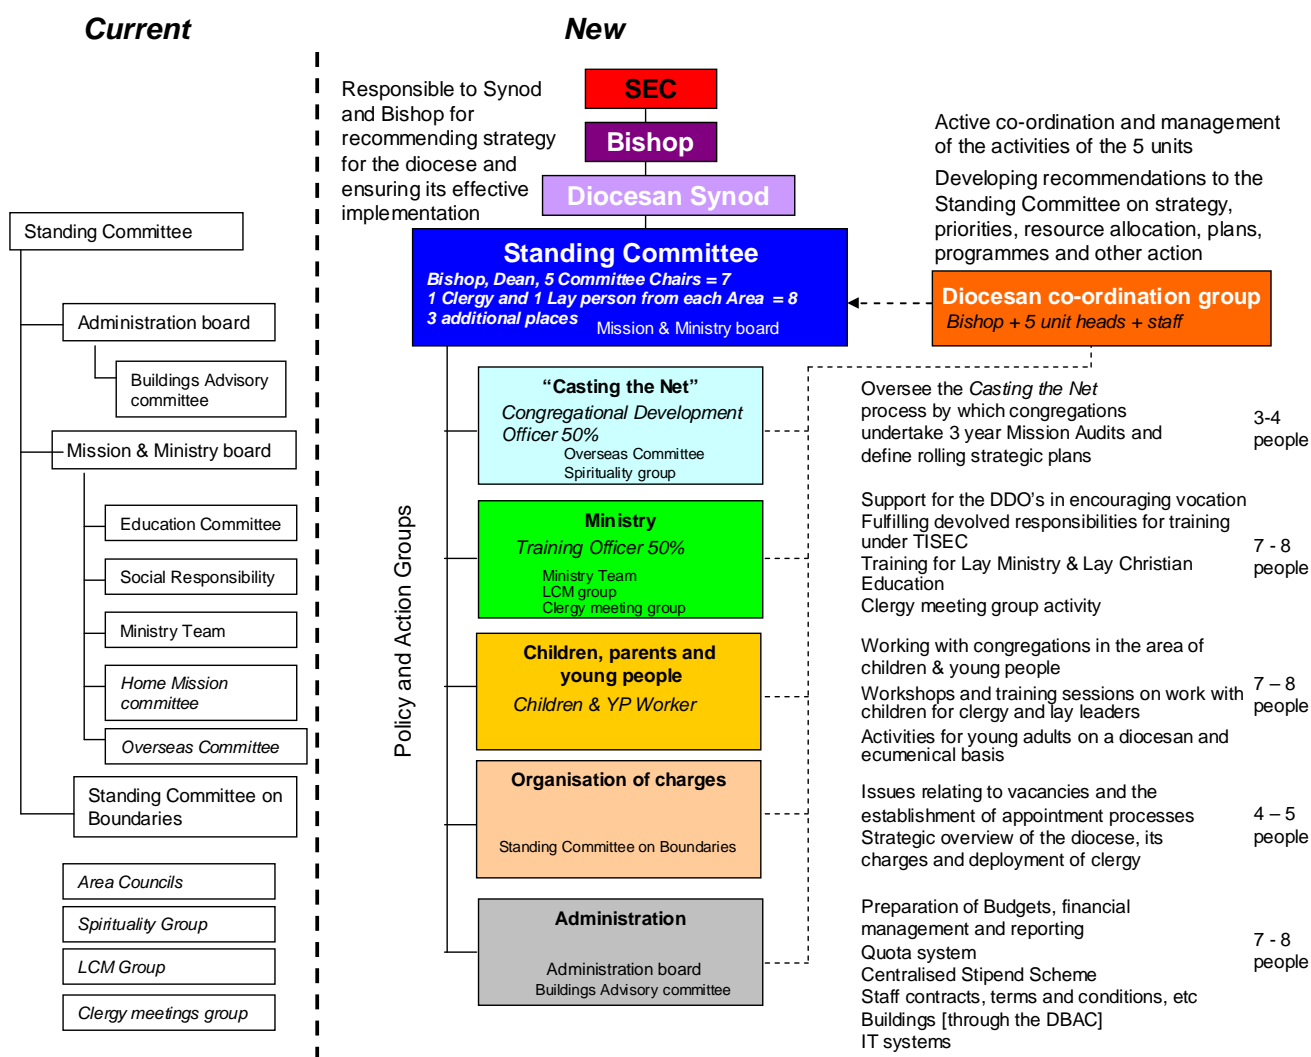 Current
New
Standing Committee
Administration board
Buildings Advisory
committee
Mission & Ministry board
Education Committee
Social Responsibility
Ministry Team
Home Mission
committee
Overseas Committee
Standing Committee on
Boundaries
Area Councils
Spirituality Group
LCM Group
Clergy meetings group
Responsible to Synod
and Bishop for
recommending strategy
for the diocese and
ensuring its effective
implementation
SEC
Bishop
Diocesan Synod
Standing Committee
Bishop, Dean, 5 Committee Chairs = 7
1 Clergy and 1 Lay person from each Area = 8
3 additional places
Mission & Ministry board
Active co-ordination and management
of the activities of the 5 units
Developing recommendations to the
Standing Committee on strategy,
priorities, resource allocation, plans,
programmes and other action
Diocesan co-ordination group
Bishop + 5 unit heads + staff
Policy and Action Groups
“Casting the Net”
Congregational Development
Officer 50%
Overseas Committee
Spirituality group
Oversee the Casting the Net
process by which congregations
undertake 3 year Mission Audits and
define rolling strategic plans
3-4
people
Ministry
Training Officer 50%
Ministry Team
LCM group
Clergy meeting group
Support for the DDO’s in encouraging vocation
Fulfilling devolved responsibilities for training
under TISEC
Training for Lay Ministry & Lay Christian
Education
Clergy meeting group activity
7 - 8
people
Children, parents and
young people
Children & YP Worker
Working with congregations in the area of
children & young people
Workshops and training sessions on work with
children for clergy and lay leaders
Activities for young adults on a diocesan and
ecumenical basis
7 – 8
people
Organisation of charges
Standing Committee on Boundaries
Issues relating to vacancies and the
establishment of appointment processes
Strategic overview of the diocese, its
charges and deployment of clergy
4 – 5
people
Administration
Administration board
Buildings Advisory committee
Preparation of Budgets, financial
management and reporting
Quota system
Centralised Stipend Scheme
Staff contracts, terms and conditions, etc
Buildings [through the DBAC]
IT systems
7 - 8
people